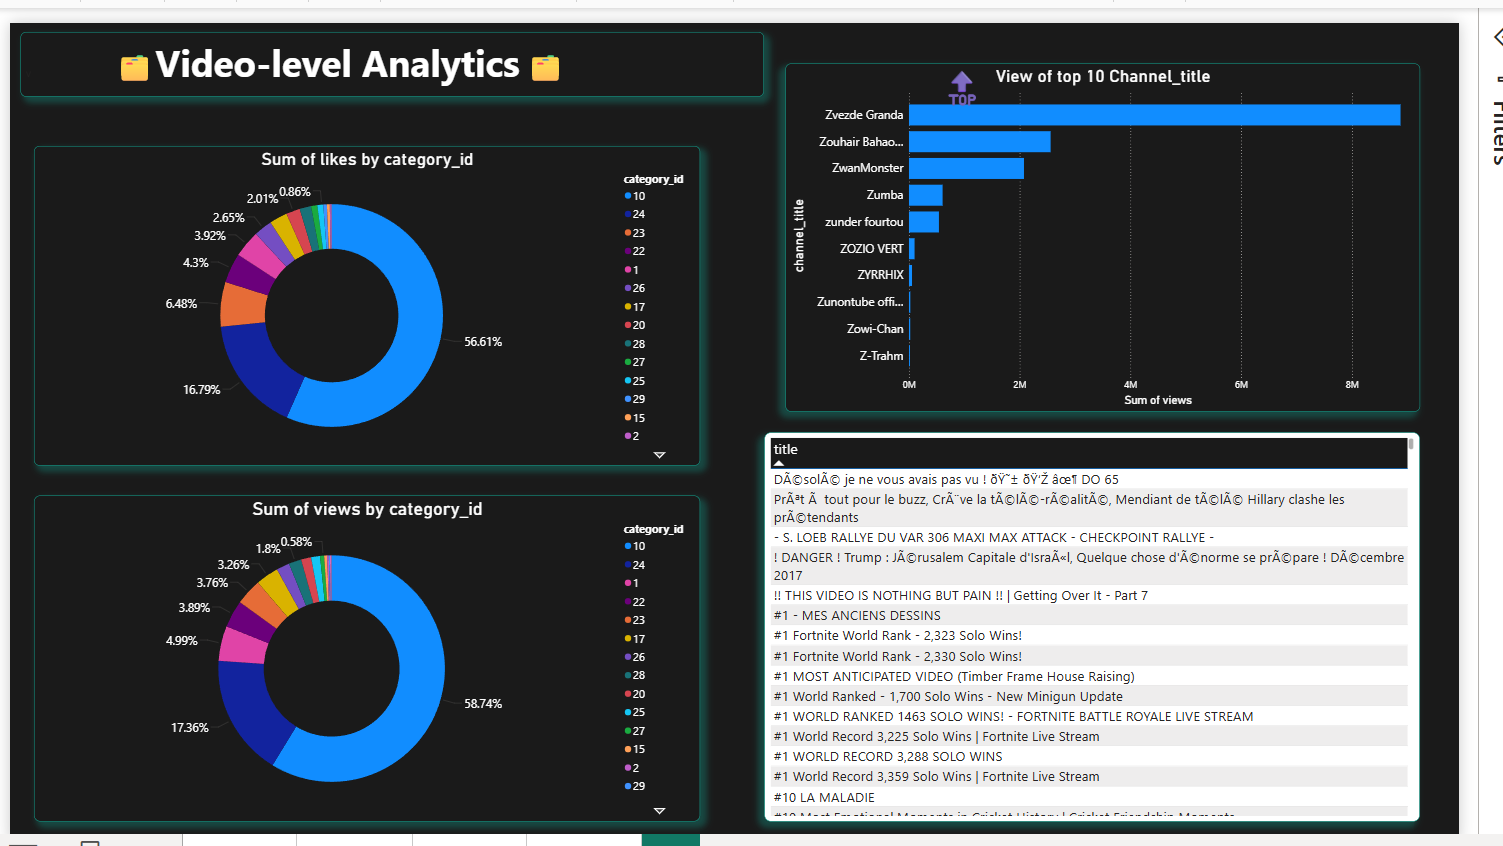 Video-level Analytics
Sum of likes by category_id
0.86%
2.01%
2.65%
3.92%
4.3%
6.48%
16.79%
56.61%
category_id
10
24
23
22
1
26
17
20
28
27
25
29
15
2
Sum of views by category_id
0.58%
1.8%
3.26%
3.76%
3.89%
4.99%
17.36%
58.74%
category_id
10
24
1
22
23
17
26
28
20
25
27
15
2
29
TOP
View of top 10 Channel_title
channel_title
Zvezde Granda
Zouhair Bahao...
ZwanMonster
Zumba
zunder fourtou
ZOZIO VERT
ZYRRHIX
Zunontube offi...
Zowi-Chan
Z-Trahm
0M 2M 4M 6M 8M
Sum of views
title
DÃ©solÃ© je ne vous avais pas vu ! ðŸ˜± ðŸ'Ž âœ¶ DO 65
PrÃªt Ã  tout pour le buzz, CrÃ¨ve la tÃ©lÃ©-rÃ©alitÃ©, Mendiant de tÃ©lÃ© Hillary clashe les
prÃ©tendants
- S. LOEB RALLYE DU VAR 306 MAXI MAX ATTACK - CHECKPOINT RALLYE -
! DANGER ! Trump : JÃ©rusalem Capitale d'IsraÃ«l, Quelque chose d'Ã©norme se prÃ©pare ! DÃ©cembre
2017
!! THIS VIDEO IS NOTHING BUT PAIN !! | Getting Over It - Part 7
#1 - MES ANCIENS DESSINS
#1 Fortnite World Rank - 2,323 Solo Wins!
#1 Fortnite World Rank - 2,330 Solo Wins!
#1 MOST ANTICIPATED VIDEO (Timber Frame House Raising)
#1 World Ranked - 1,700 Solo Wins - New Minigun Update
#1 WORLD RANKED 1463 SOLO WINS! - FORTNITE BATTLE ROYALE LIVE STREAM
#1 World Record 3,225 Solo Wins | Fortnite Live Stream
#1 WORLD RECORD 3,288 SOLO WINS
#1 World Record 3,359 Solo Wins | Fortnite Live Stream
#10 LA MALADIE
#10 Most Emotional Moments in Cricket History | Cricket Friendship Moments
Filters